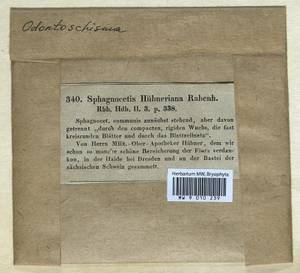 Odontoschisma
340. Sphagnoecetis Hübneriana Rabenh.
Rbh. Hdb. II. 3. p. 338.
Sphagnoecet. communis zunächst stehend, aber davon
getrennt „durch den compacten, rigiden Wuchs, die fast
kreisrunden Blätter und durch das Blattzellnetz".
Von Herrn Milit.-Ober-Apotheker Hübner, dem wir
schon so manche schöne Bereicherung der Flora verdan-
ken, in der Haide bei Dresden und an der Bastei der
sächsischen Schweiz gesammelt.
Herbarium MW, Bryophyta
MW 9 010 239